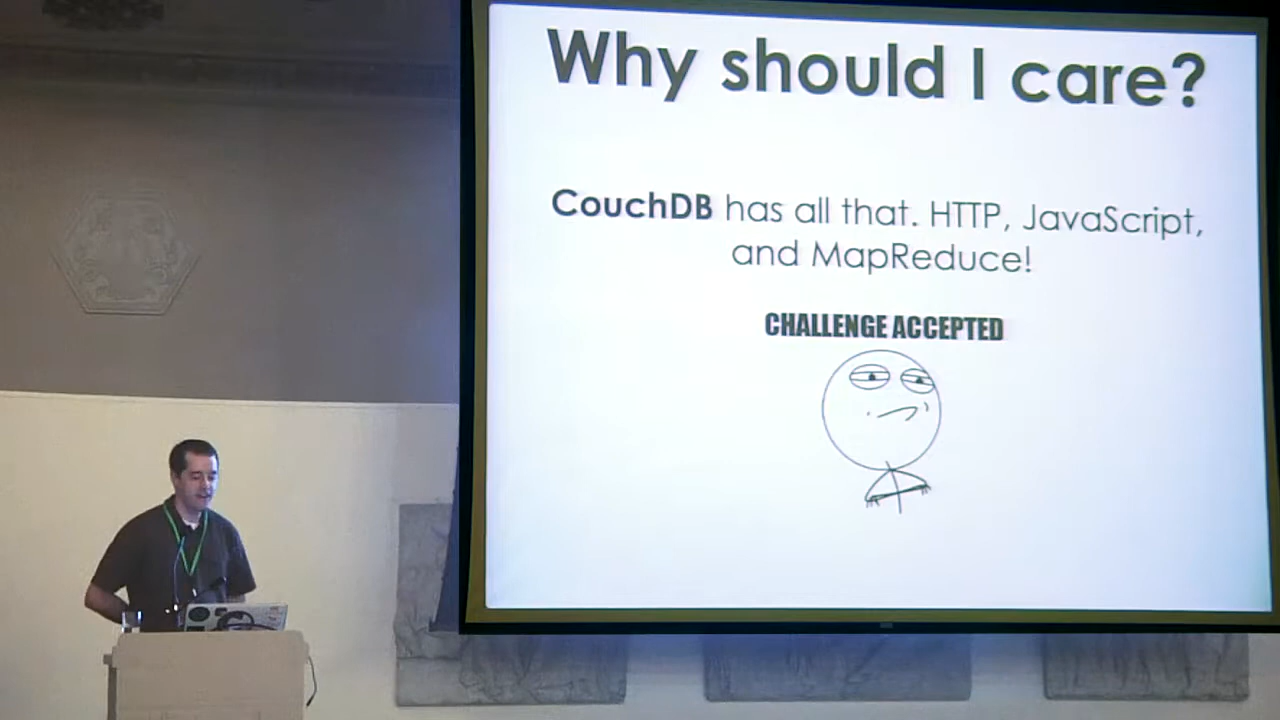 Why should I care?
CouchDB has all that. HTTP, JavaScript,
and MapReduce!
CHALLENGE ACCEPTED